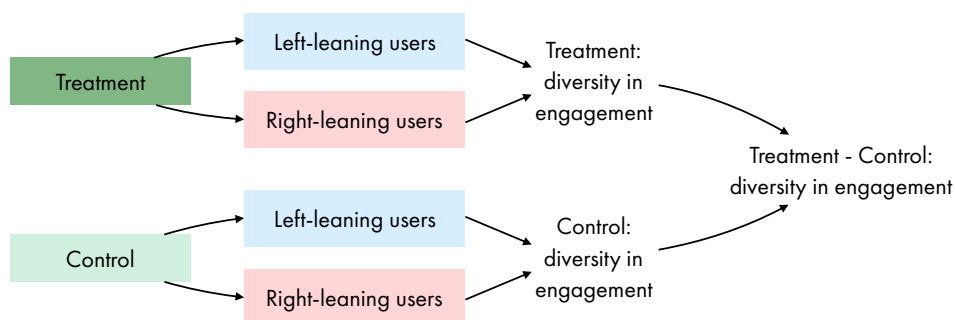 Treatment
Left-leaning users
Right-leaning users
Treatment:
diversity in
engagement
Control
Left-leaning users
Right-leaning users
Control:
diversity in
engagement
Treatment - Control:
diversity in engagement